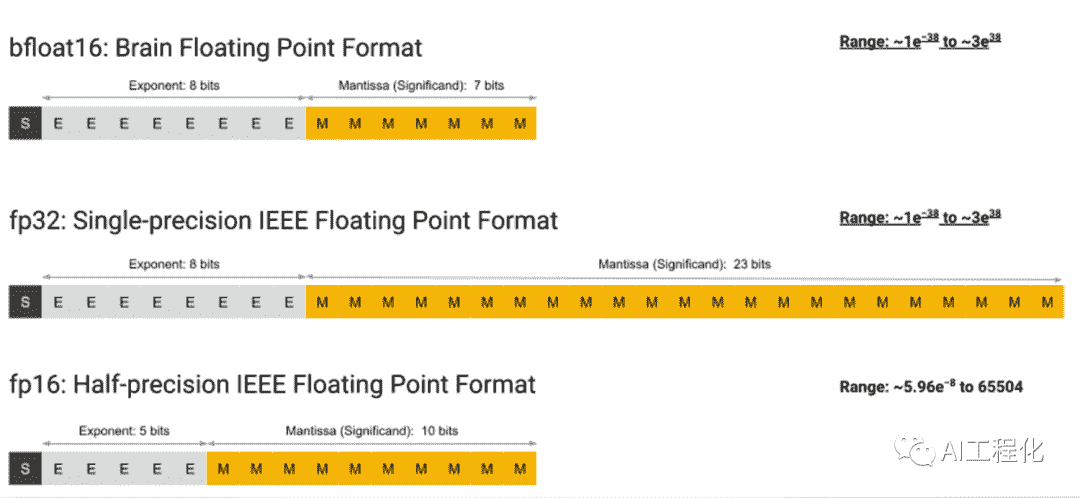 bfloat16: Brain Floating Point Format
Range: ~1e⁻³⁸ to ~3e³⁸
Exponent: 8 bits
Mantissa (Significand): 7 bits
S E E E E E E E E M M M M M M M
fp32: Single-precision IEEE Floating Point Format
Range: ~1e⁻³⁸ to ~3e³⁸
Exponent: 8 bits
Mantissa (Significand): 23 bits
S E E E E E E E E M M M M M M M M M M M M M M M M M M M M M M M
fp16: Half-precision IEEE Floating Point Format
Range: ~5.96e⁻⁸ to 65504
Exponent: 5 bits
Mantissa (Significand): 10 bits
S E E E E E M M M M M M M M M M
AI工程化